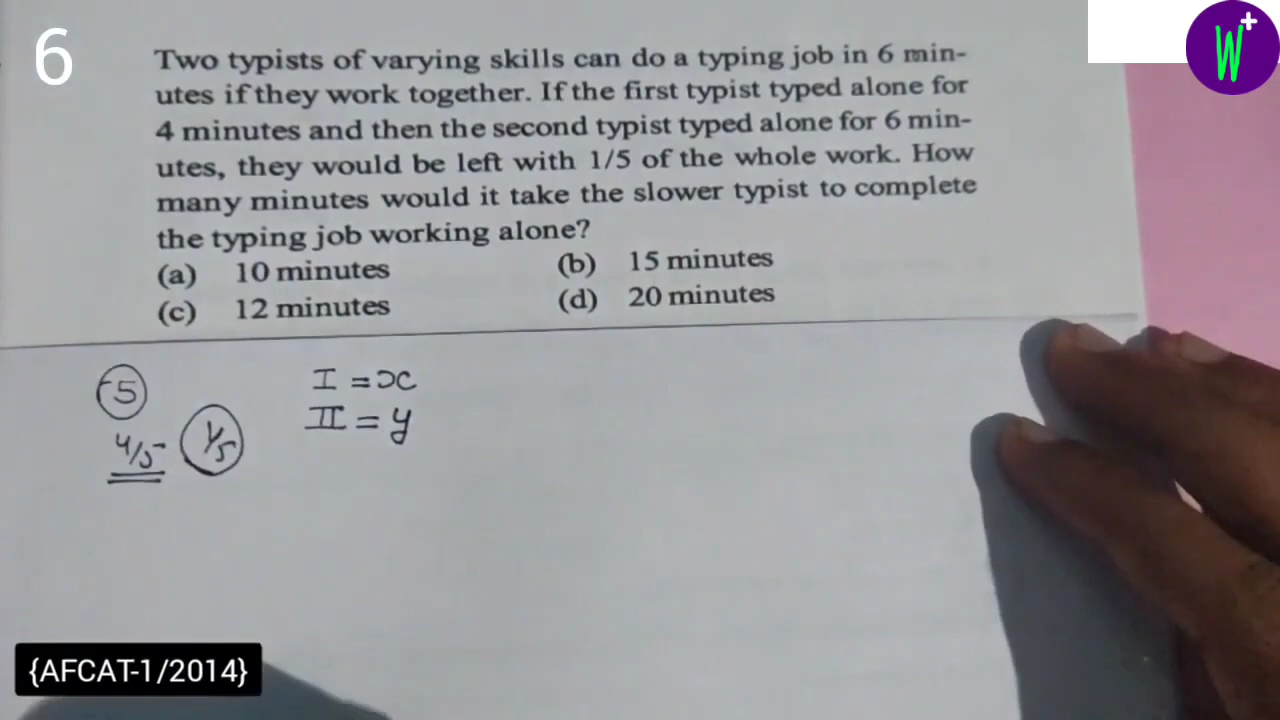 6
W+
Two typists of varying skills can do a typing job in 6 min-
utes if they work together. If the first typist typed alone for
4 minutes and then the second typist typed alone for 6 min-
utes, they would be left with 1/5 of the whole work. How
many minutes would it take the slower typist to complete
the typing job working alone?
(a) 10 minutes (b) 15 minutes
(c) 12 minutes (d) 20 minutes
5
4/5 1/5
I = x
II = y
{AFCAT-1/2014}